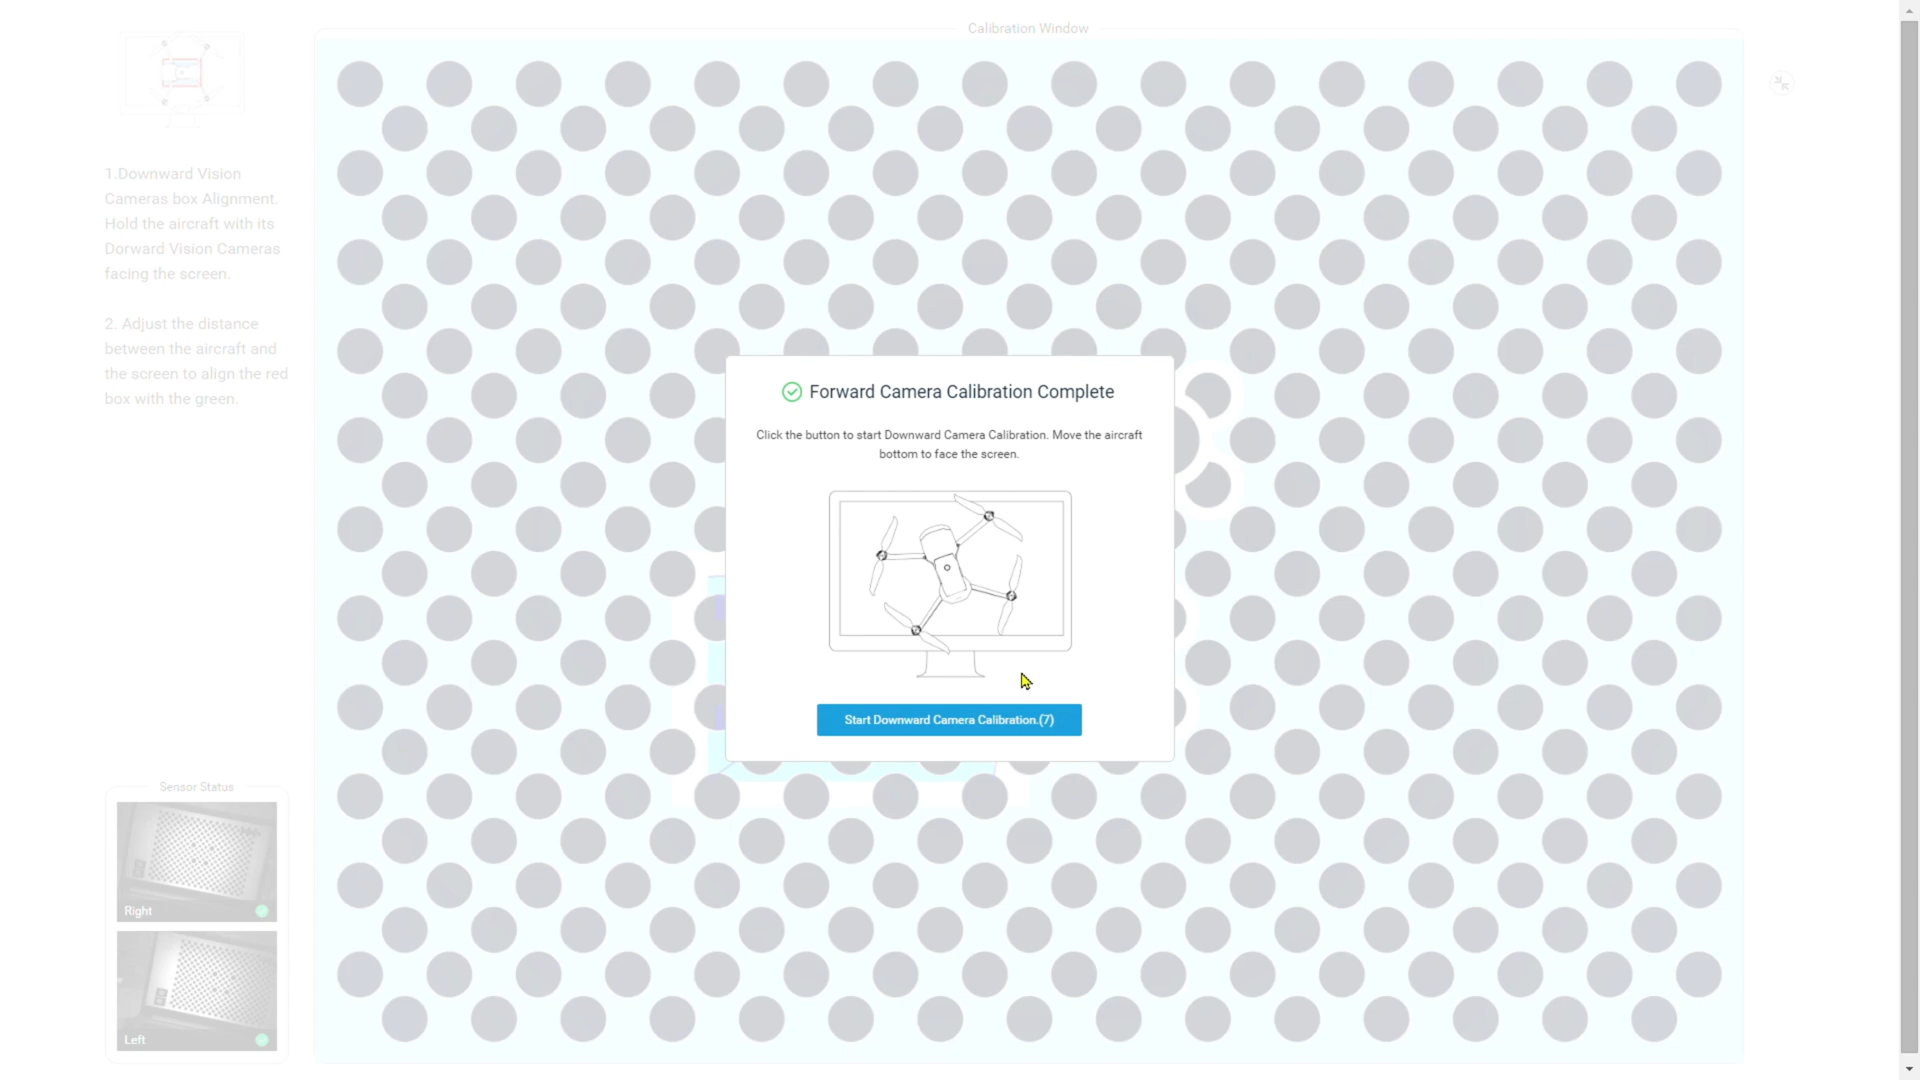 Calibration Window
1.Downward Vision
Cameras box Alignment.
Hold the aircraft with its
Dorward Vision Cameras
facing the screen.
2. Adjust the distance
between the aircraft and
the screen to align the red
box with the green.
Forward Camera Calibration Complete
Click the button to start Downward Camera Calibration. Move the aircraft
bottom to face the screen.
Start Downward Camera Calibration.(7)
Sensor Status
Right
Left